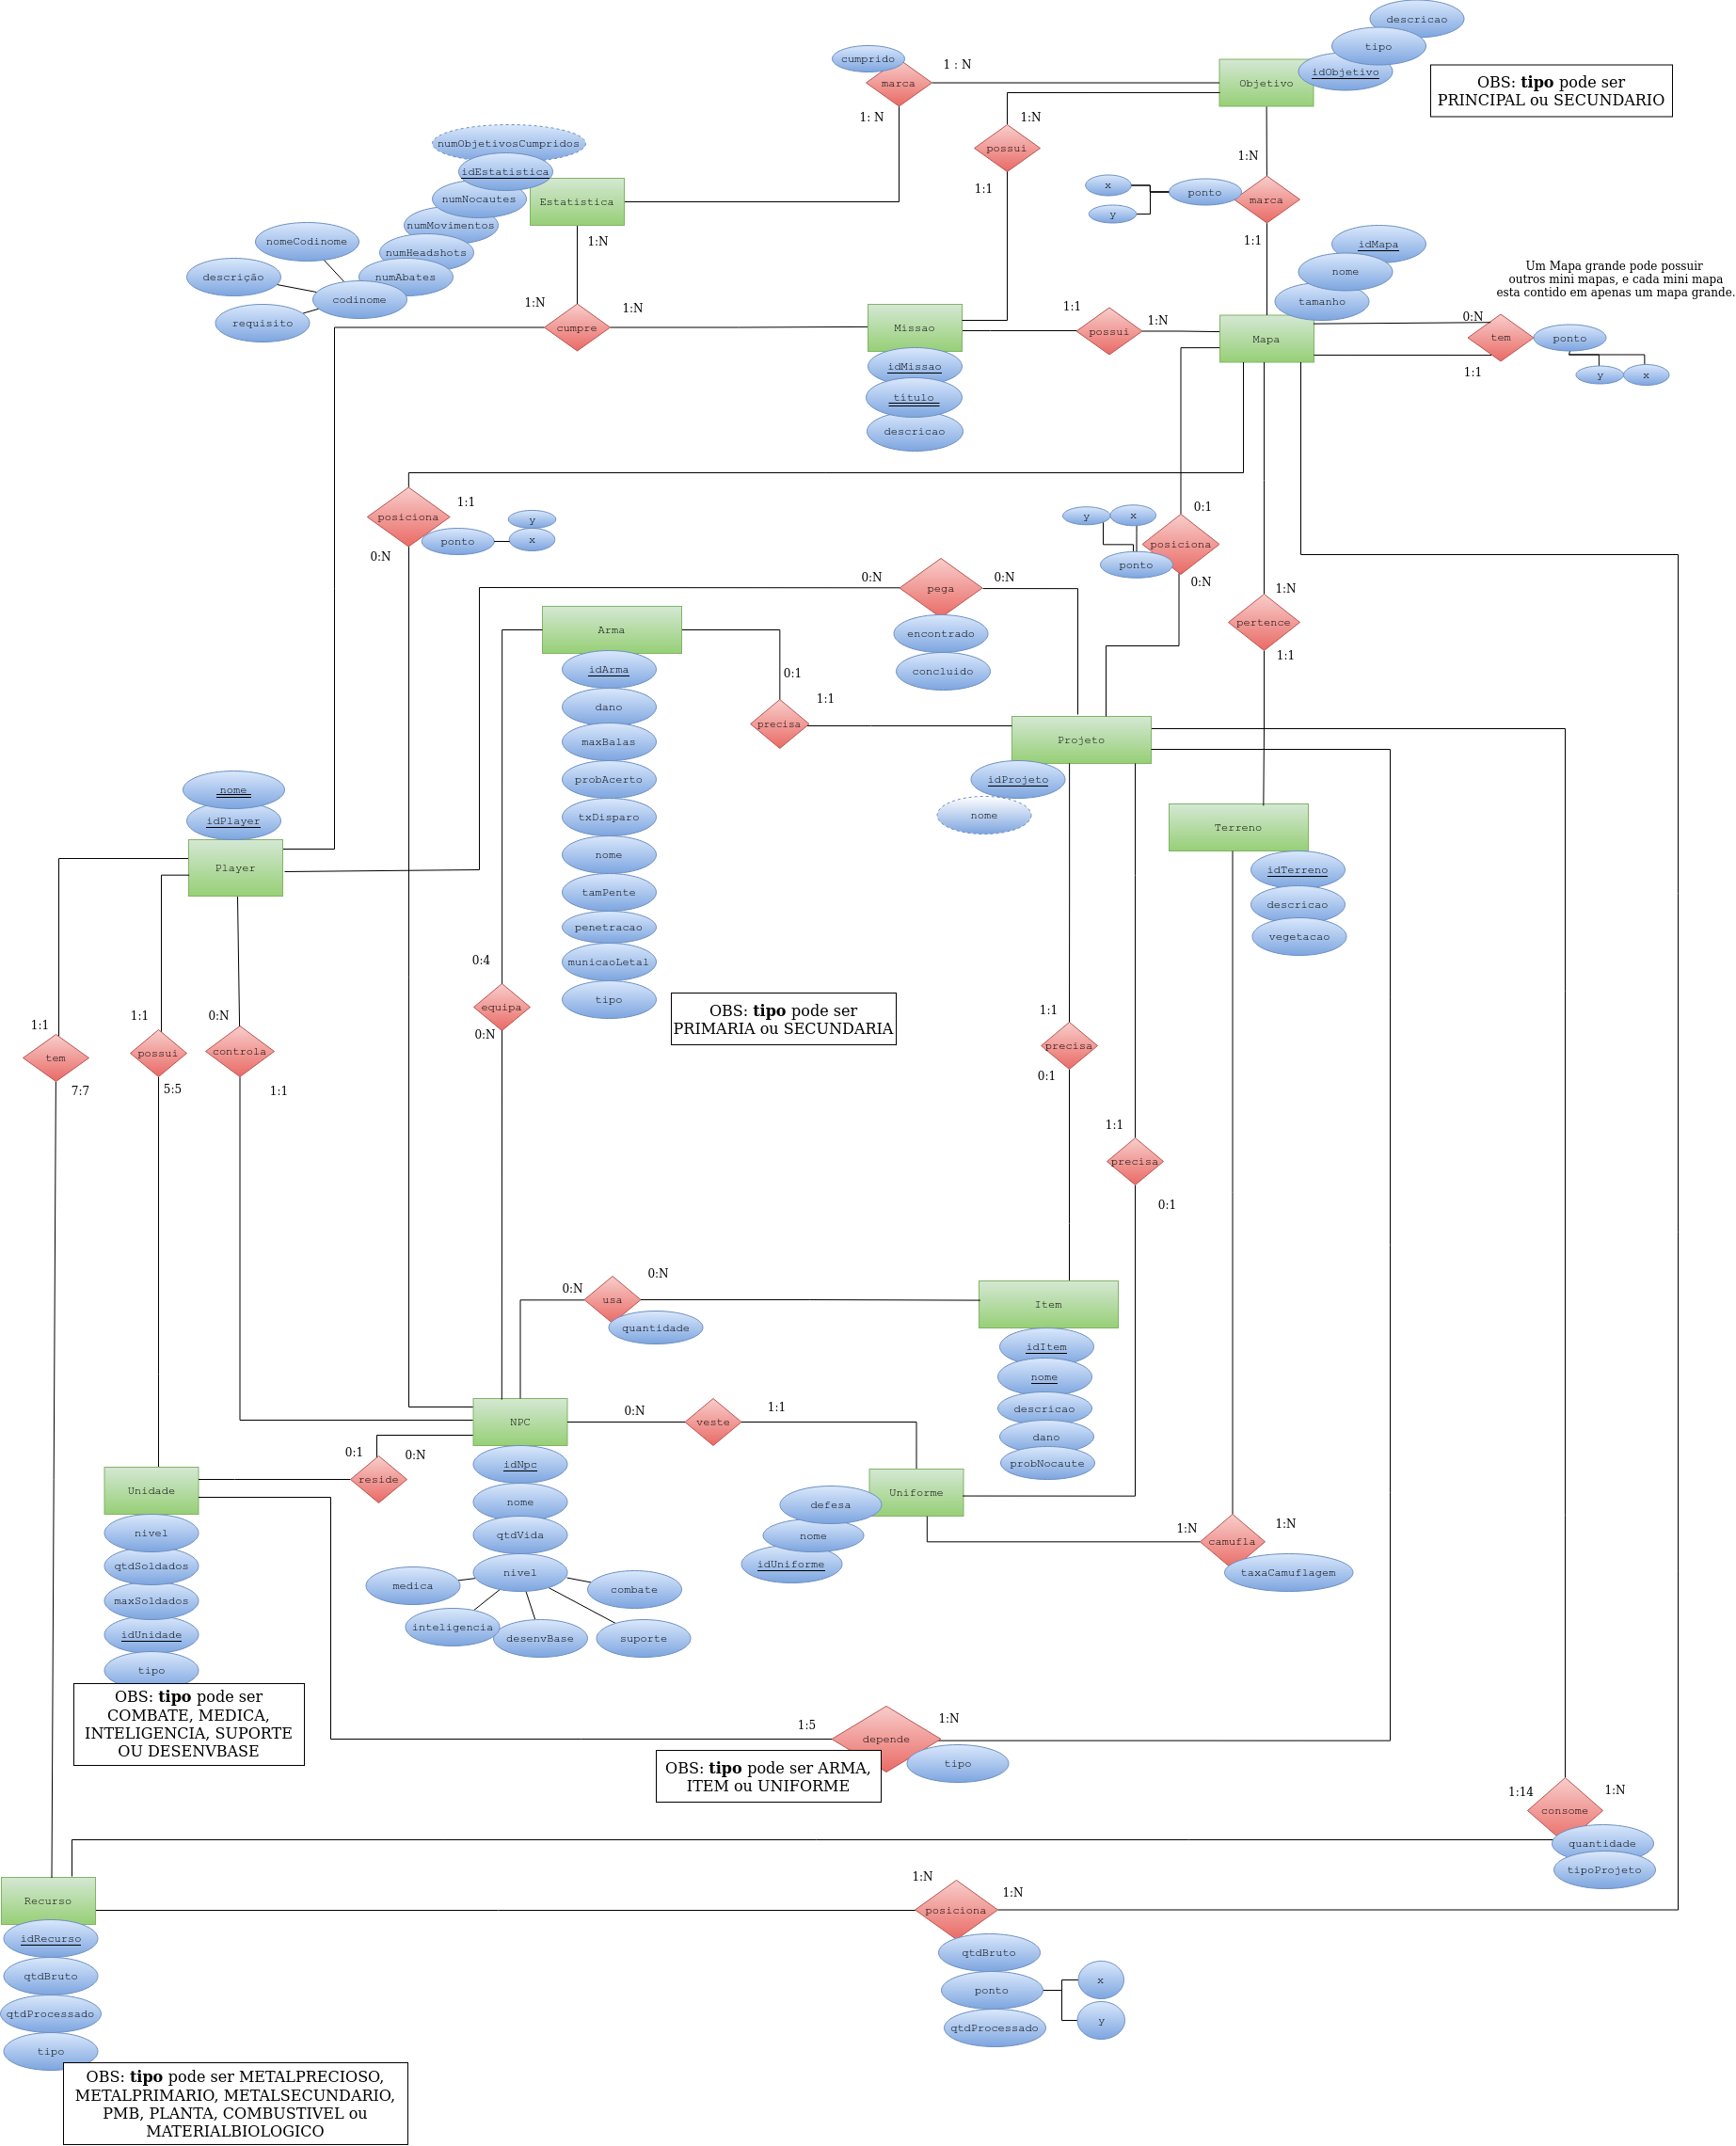 descricao
tipo
idObjetivo
Objetivo
OBS: tipo pode ser
PRINCIPAL ou SECUNDARIO
cumprido
marca
1 : N
1: N
possui
1:N
1:1
1:N
x
y
ponto
marca
1:1
numObjetivosCumpridos
idEstatistica
numNocautes
numMovimentos
numHeadshots
numAbates
codinome
nomeCodinome
descrição
requisito
Estatistica
1:N
1:N
cumpre
1:N
Missao
idMissao
título
descricao
1:1
possui
1:N
idMapa
nome
tamanho
Mapa
Um Mapa grande pode possuir
outros mini mapas, e cada mini mapa
esta contido em apenas um mapa grande.
0:N
tem
1:1
ponto
y
x
posiciona
1:1
0:N
ponto
y
x
y
x
ponto
0:1
posiciona
0:N
0:N
pega
0:N
encontrado
concluido
1:N
pertence
1:1
Arma
idArma
dano
maxBalas
probAcerto
txDisparo
nome
tamPente
penetracao
municaoLetal
tipo
0:1
precisa
1:1
Projeto
idProjeto
nome
Terreno
idTerreno
descricao
vegetacao
nome
idPlayer
Player
0:4
equipa
0:N
OBS: tipo pode ser
PRIMARIA ou SECUNDARIA
1:1
tem
7:7
1:1
possui
5:5
0:N
controla
1:1
1:1
precisa
0:1
1:1
precisa
0:1
0:N
usa
0:N
quantidade
Item
idItem
nome
descricao
dano
probNocaute
NPC
idNpc
nome
qtdVida
nivel
medica
inteligencia
desenvBase
suporte
combate
0:N
veste
1:1
Uniforme
defesa
nome
idUniforme
1:N
camufla
1:N
taxaCamuflagem
0:1
reside
0:N
Unidade
nivel
qtdSoldados
maxSoldados
idUnidade
tipo
OBS: tipo pode ser
COMBATE, MEDICA,
INTELIGENCIA, SUPORTE
OU DESENVBASE
1:5
depende
1:N
tipo
OBS: tipo pode ser ARMA,
ITEM ou UNIFORME
1:14
consome
1:N
quantidade
tipoProjeto
Recurso
idRecurso
qtdBruto
qtdProcessado
tipo
1:N
posiciona
1:N
qtdBruto
ponto
qtdProcessado
x
y
OBS: tipo pode ser METALPRECIOSO,
METALPRIMARIO, METALSECUNDARIO,
PMB, PLANTA, COMBUSTIVEL ou
MATERIALBIOLOGICO